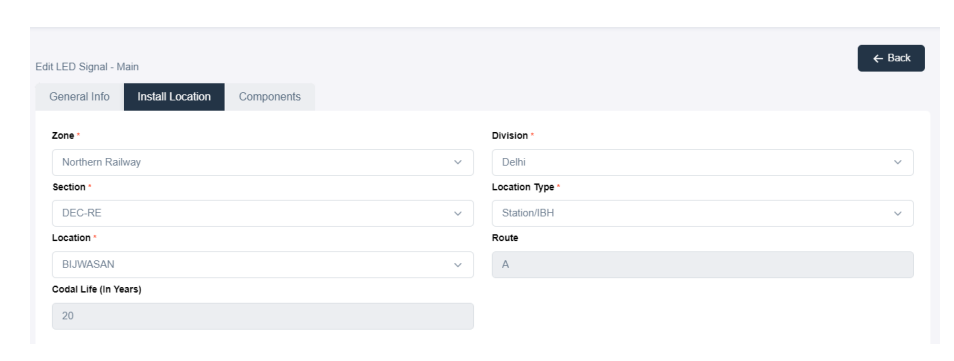 ← Back
Edit LED Signal - Main
General Info Install Location Components
Zone * Division *
Northern Railway Delhi
Section * Location Type *
DEC-RE Station/IBH
Location * Route
BIJWASAN A
Codal Life (In Years)
20